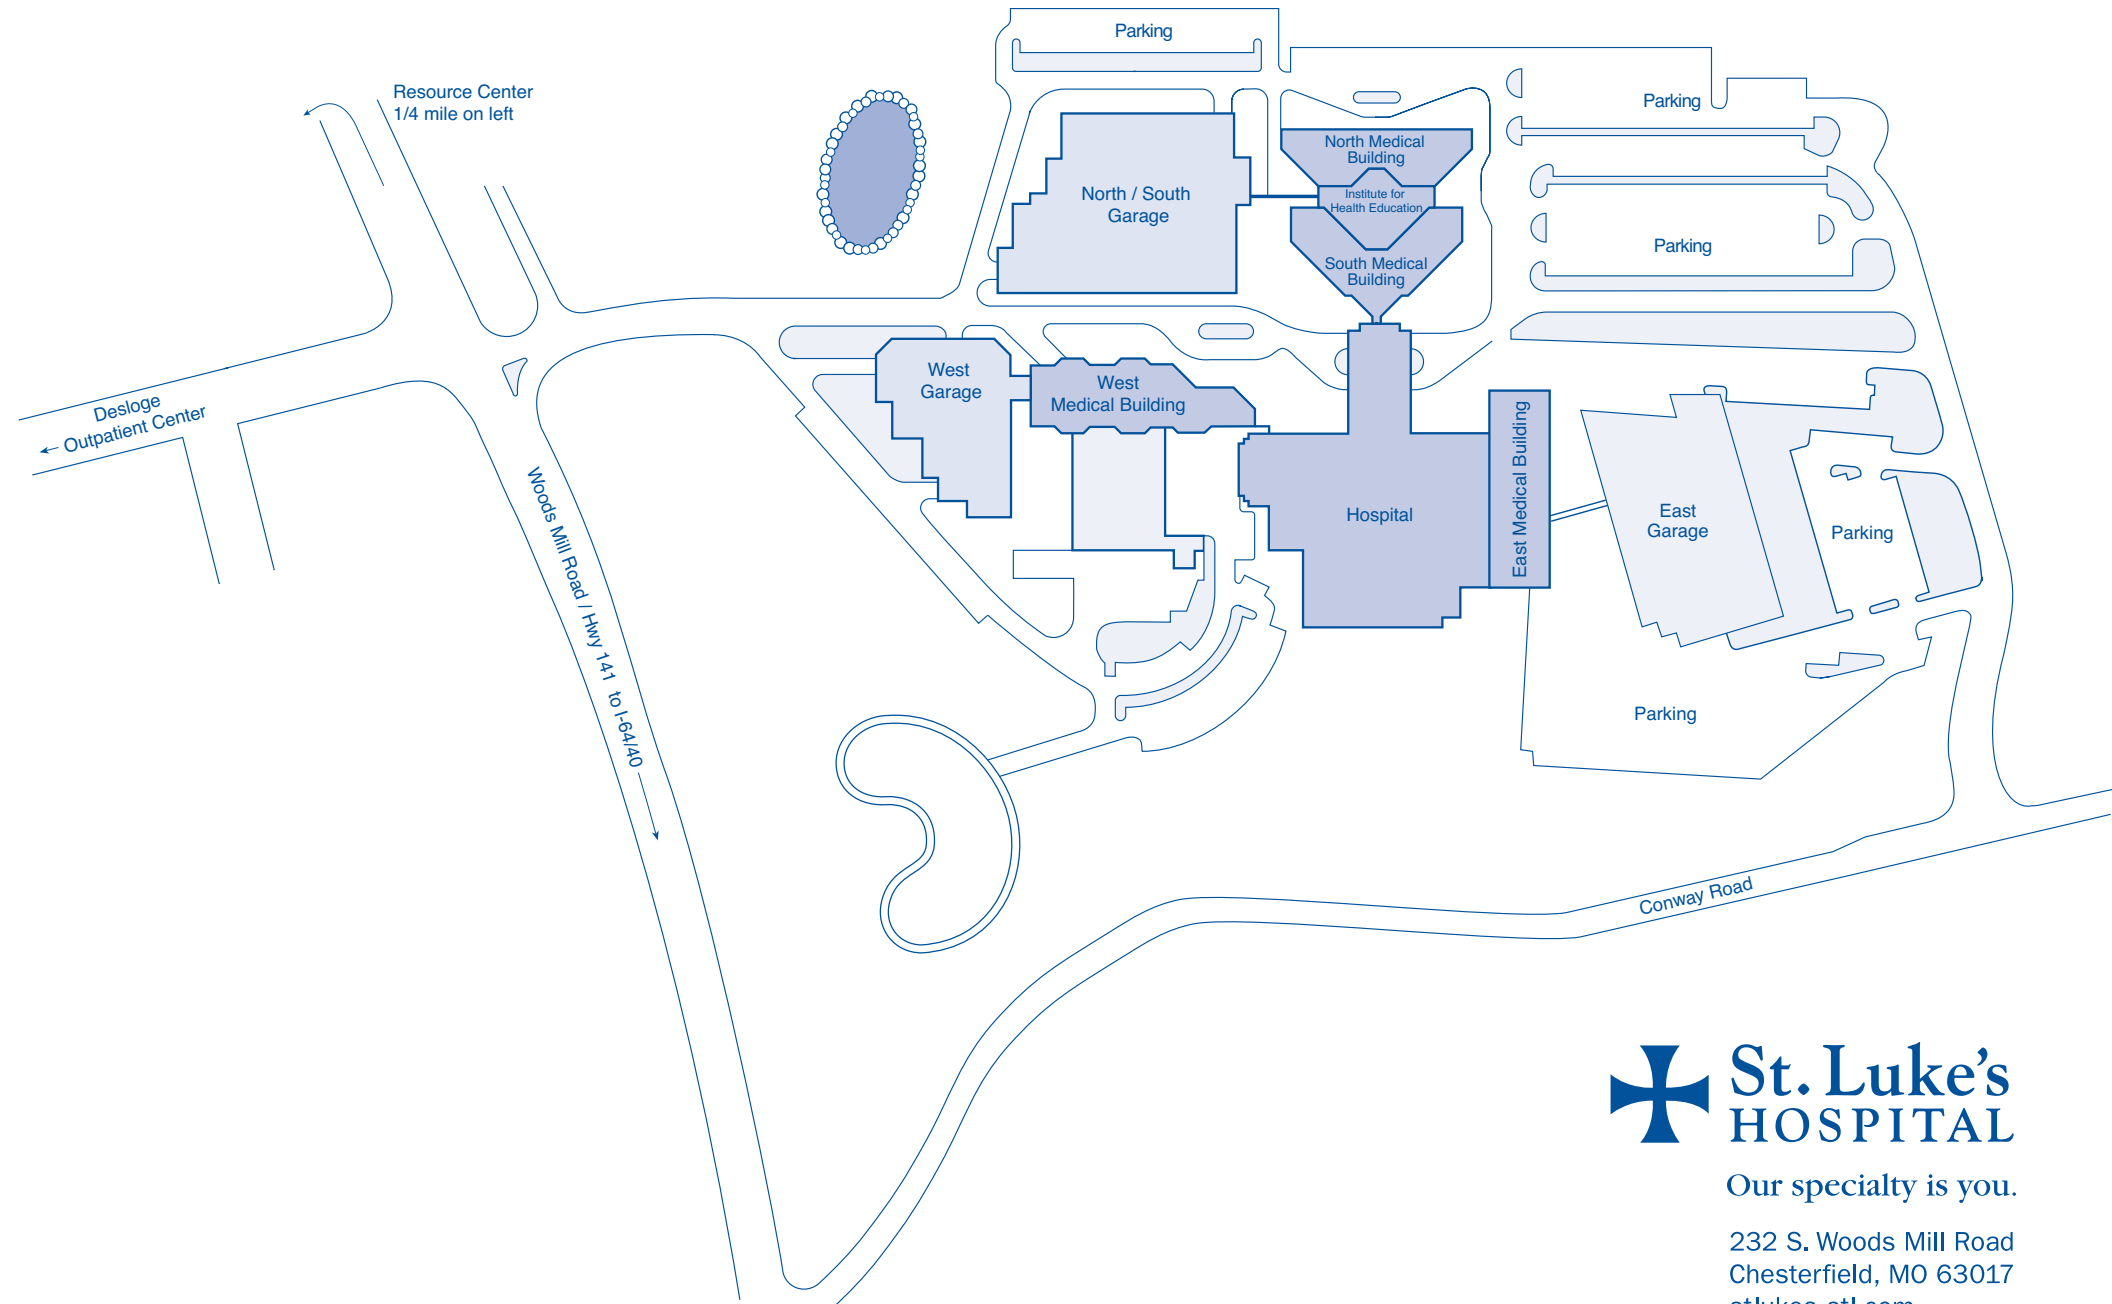 Parking
Resource Center
1/4 mile on left
Parking
North Medical
Building
North / South
Garage
Institute for
Health Education
Parking
South Medical
Building
West
Garage
West
Medical Building
Desloge
← Outpatient Center
Woods Mill Road / Hwy 141 to I-64/40 →
Hospital
East Medical Building
East
Garage
Parking
Parking
Conway Road
St. Luke's
HOSPITAL
Our specialty is you.
232 S. Woods Mill Road
Chesterfield, MO 63017